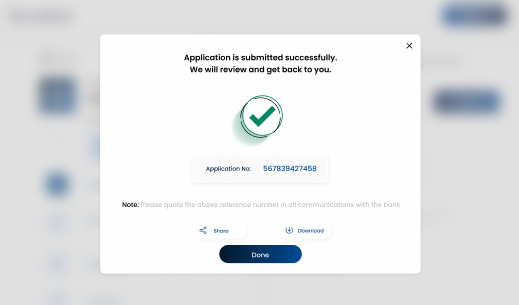 Application is submitted successfully.
We will review and get back to you.
Application No: 567839427458
Note: Please quote the above reference number in all communications with the bank
Share Download
Done